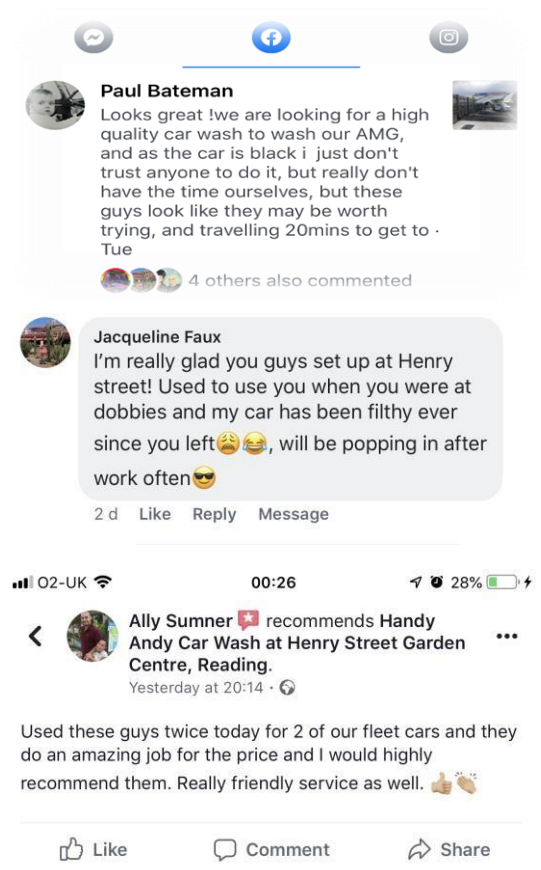 Paul Bateman
Looks great !we are looking for a high
quality car wash to wash our AMG,
and as the car is black i just don't
trust anyone to do it, but really don't
have the time ourselves, but these
guys look like they may be worth
trying, and travelling 20mins to get to ·
Tue
4 others also commented
Jacqueline Faux
I'm really glad you guys set up at Henry
street! Used to use you when you were at
dobbies and my car has been filthy ever
since you left😩😂, will be popping in after
work often😎
2 d Like Reply Message
O2-UK 00:26 28%
Ally Sumner recommends Handy
Andy Car Wash at Henry Street Garden
Centre, Reading.
Yesterday at 20:14 ·
Used these guys twice today for 2 of our fleet cars and they
do an amazing job for the price and I would highly
recommend them. Really friendly service as well. 👍🏼👏🏼
Like Comment Share